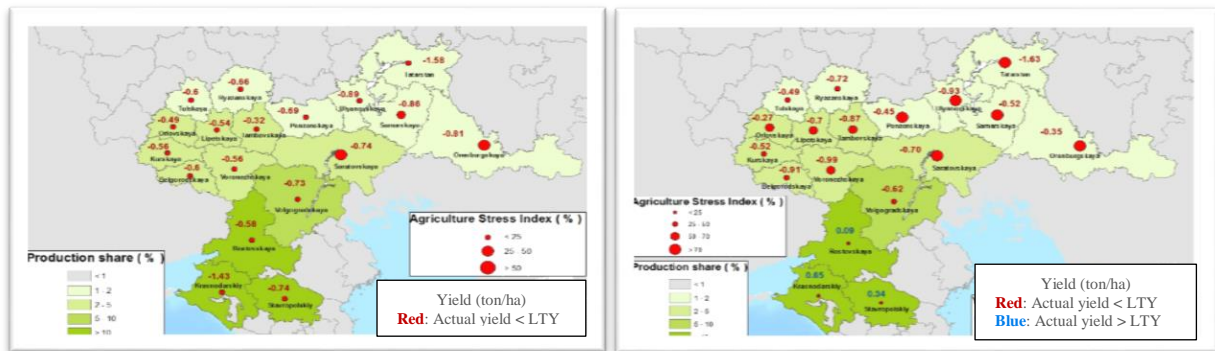 -1.58
Tatarstan
-0.66
Ryazanskaya
-0.6
Tulskaya
-0.89
Ulyanovskaya
-0.86
Samarskaya
-0.69
Penzenskaya
-0.49
Orlovskaya
-0.54
Lipetskaya
-0.32
Tambovskaya
-0.81
Orenburgskaya
-0.56
Kurskaya
-0.56
Voronezhskaya
-0.74
Saratovskaya
Belgorodskaya
-0.73
Volgogradskaya
-0.58
Rostovskaya
-1.43
Krasnodarskiy
-0.74
Stavropolskiy
Agriculture Stress Index ( % )
< 25
25 - 50
> 50
Production share ( % )
< 1
1 - 2
2 - 5
5 - 10
> 10
Yield (ton/ha)
Red: Actual yield < LTY
-1.63
Tatarstan
-0.72
Ryazanskaya
-0.49
Tulskaya
-0.93
Ulyanovskaya
-0.52
Samarskaya
-0.45
Penzenskaya
-0.27
Orlovskaya
-0.7
Lipetskaya
-0.87
Tambovskaya
-0.35
Orenburgskaya
-0.52
Kurskaya
-0.99
Voronezhskaya
-0.70
Saratovskaya
-0.91
Belgorodskaya
-0.62
Volgogradskaya
0.09
Rostovskaya
0.65
Krasnodarskiy
0.34
Stavropolskiy
Agriculture Stress Index ( % )
< 25
25 - 50
50 - 70
> 70
Production share ( % )
< 1
1 - 2
2 - 5
5 - 10
Yield (ton/ha)
Red: Actual yield < LTY
Blue: Actual yield > LTY